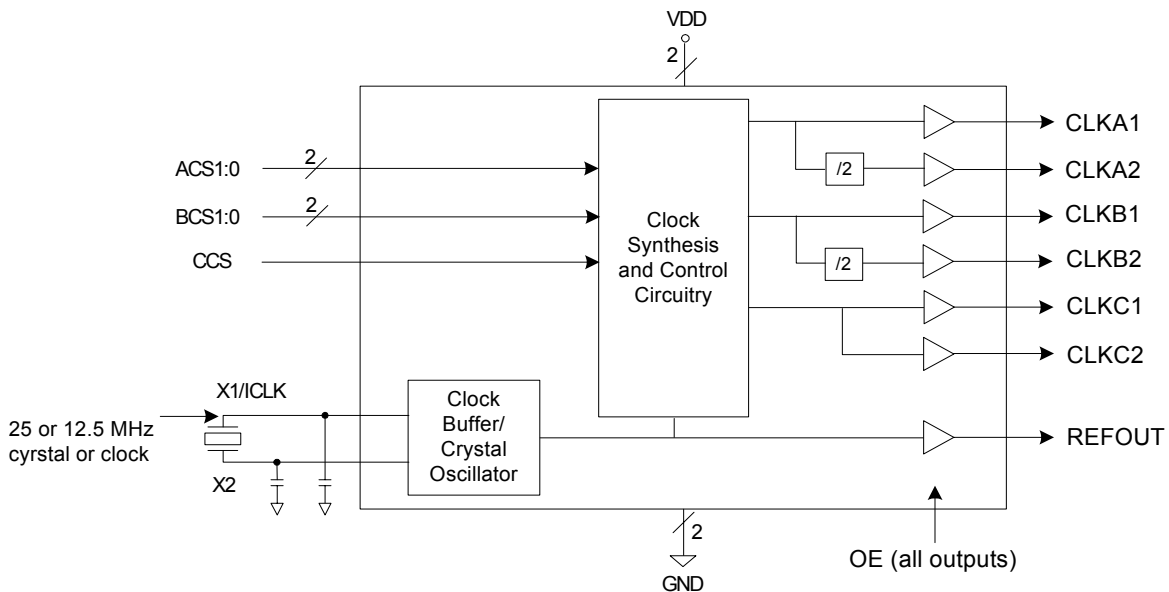 VDD
2
ACS1:0
2
BCS1:0
2
CCS
Clock
Synthesis
and Control
Circuitry
/2
/2
CLKA1
CLKA2
CLKB1
CLKB2
CLKC1
CLKC2
X1/ICLK
25 or 12.5 MHz
cyrstal or clock
X2
Clock
Buffer/
Crystal
Oscillator
REFOUT
2
GND
OE (all outputs)